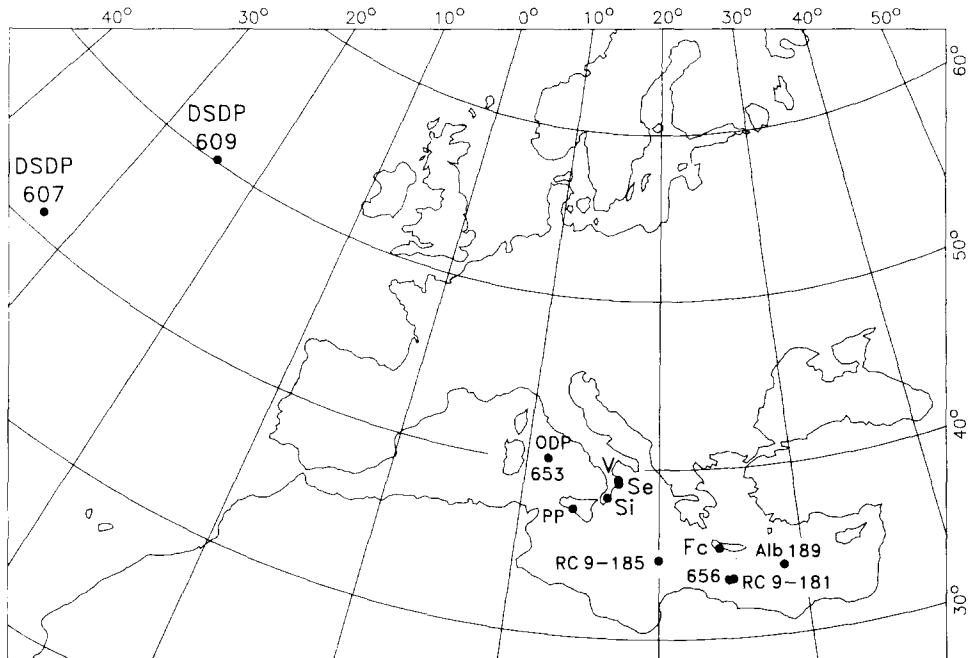 40° 30° 20° 10° 0° 10° 20° 30° 40° 50°
60°
DSDP
609
DSDP
607
50°
40°
ODP
653
V
Se
Si
PP
Fc
Alb 189
RC 9-185
656
RC 9-181
30°